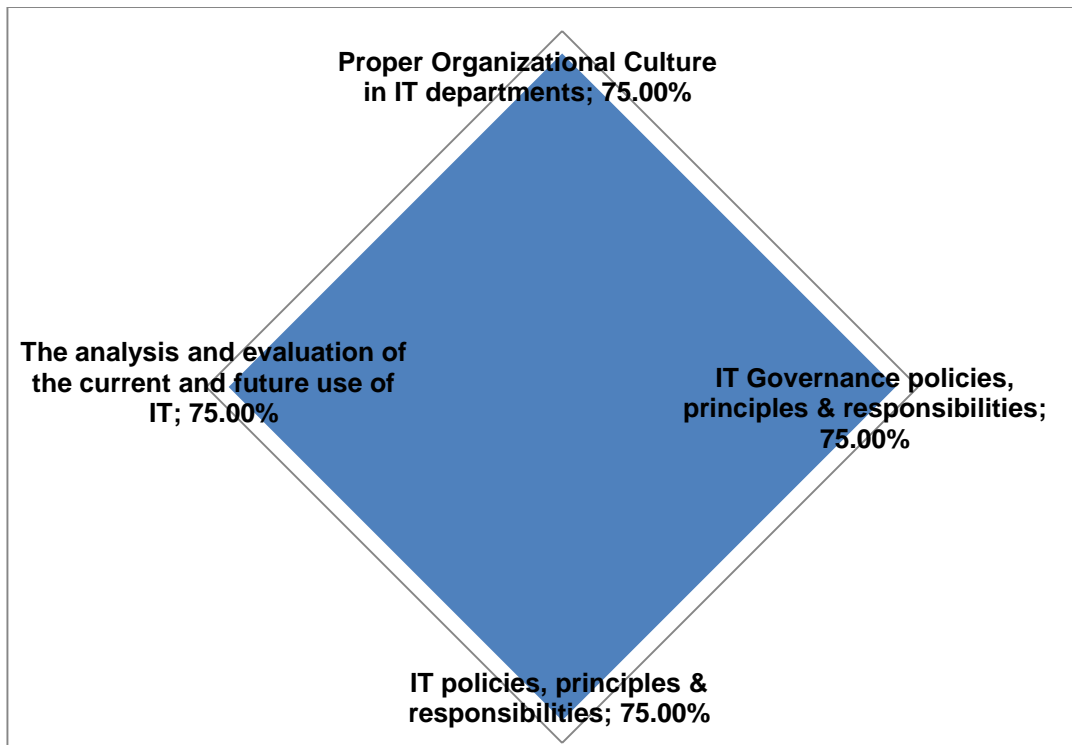 Proper Organizational Culture
in IT departments; 75.00%
The analysis and evaluation of
the current and future use of
IT; 75.00%
IT Governance policies,
principles & responsibilities;
75.00%
IT policies, principles &
responsibilities; 75.00%